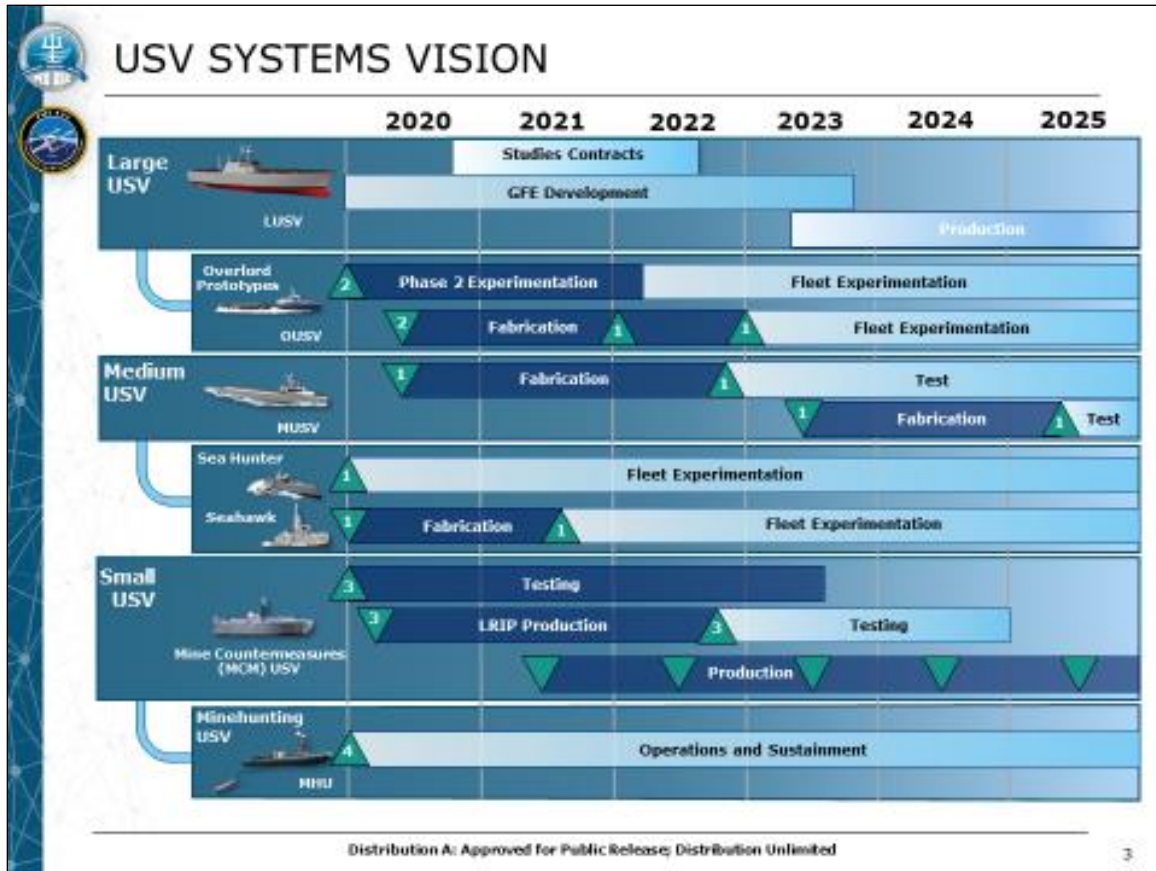 USV SYSTEMS VISION
2020 2021 2022 2023 2024 2025
Large
USV
LUSV
Studies Contracts
GFE Development
Production
Overlord
Prototypes
OUSV
2 Phase 2 Experimentation Fleet Experimentation
2 Fabrication 1 1 Fleet Experimentation
Medium
USV
MUSV
1 Fabrication 1 Test
1 Fabrication 1 Test
Sea Hunter
1 Fleet Experimentation
Seahawk
1 Fabrication 1 Fleet Experimentation
Small
USV
Mine Countermeasures
(MCM) USV
3 Testing
3 LRIP Production 3 Testing
Production
Minehunting
USV
MHU
4 Operations and Sustainment
Distribution A: Approved for Public Release; Distribution Unlimited
3